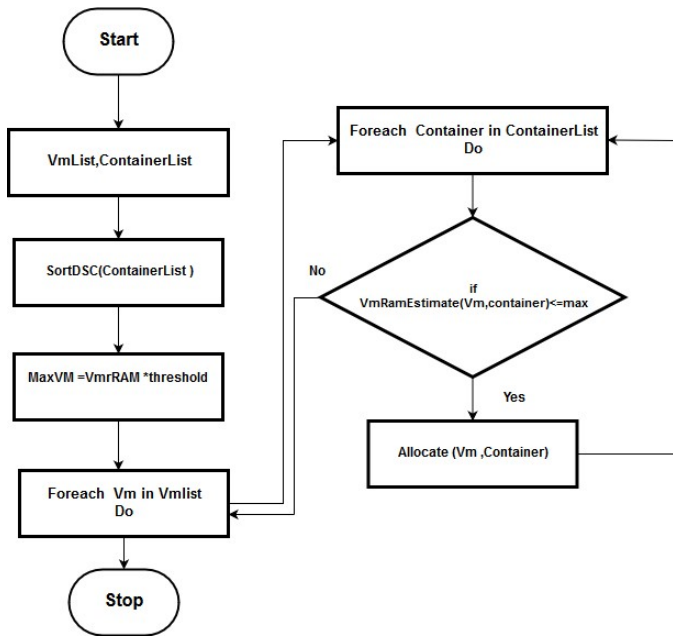 Start
VmList,ContainerList
SortDSC(ContainerList )
MaxVM =VmrRAM *threshold
Foreach Vm in Vmlist
Do
Stop
Foreach Container in ContainerList
Do
if
VmRamEstimate(Vm,container)<=max
No
Yes
Allocate (Vm ,Container)